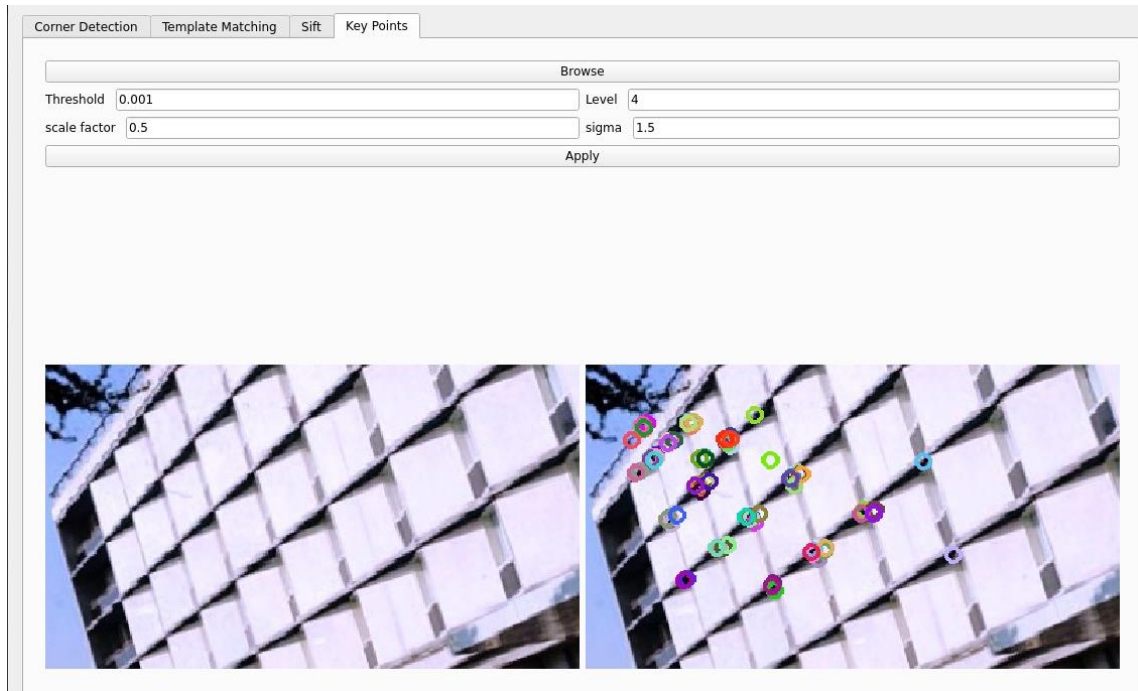 Corner Detection Template Matching Sift Key Points
Browse
Threshold 0.001 Level 4
scale factor 0.5 sigma 1.5
Apply